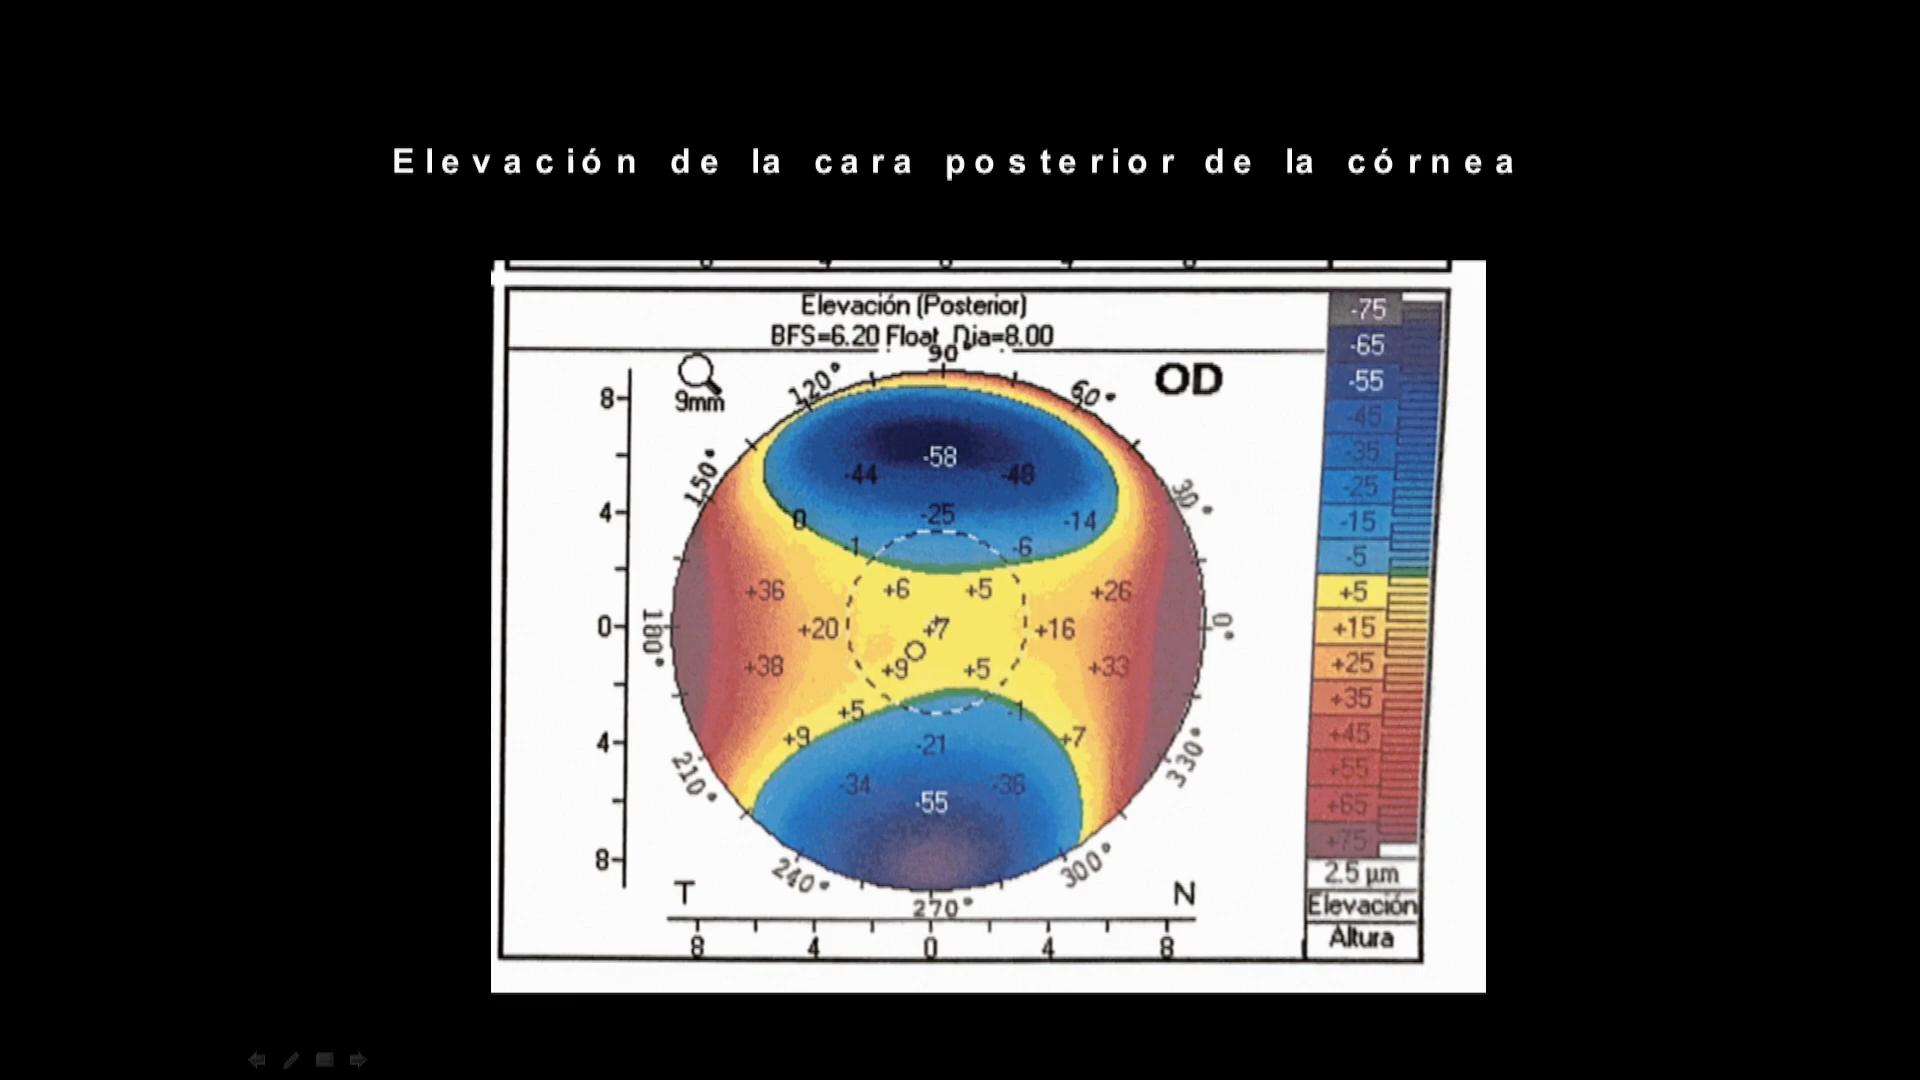 Elevación de la cara posterior de la córnea
Elevación (Posterior)
BFS=6.20 Float Dia=8.00
9mm
OD
90°
120° 60°
150° 30°
180° 0°
210° 330°
240° 300°
270°
8
4
0
4
8
-58
-44 -48
0 -25 -14
-1 -6
+36 +6 +5 +26
+20 +7 +16
+38 +9 +5 +33
+5 -1
+9 -21 +7
-34 -36
-55
T N
8 4 0 4 8
-75
-65
-55
-45
-35
-25
-15
-5
+5
+15
+25
+35
+45
+55
+65
+75
2.5 µm
Elevación
Altura